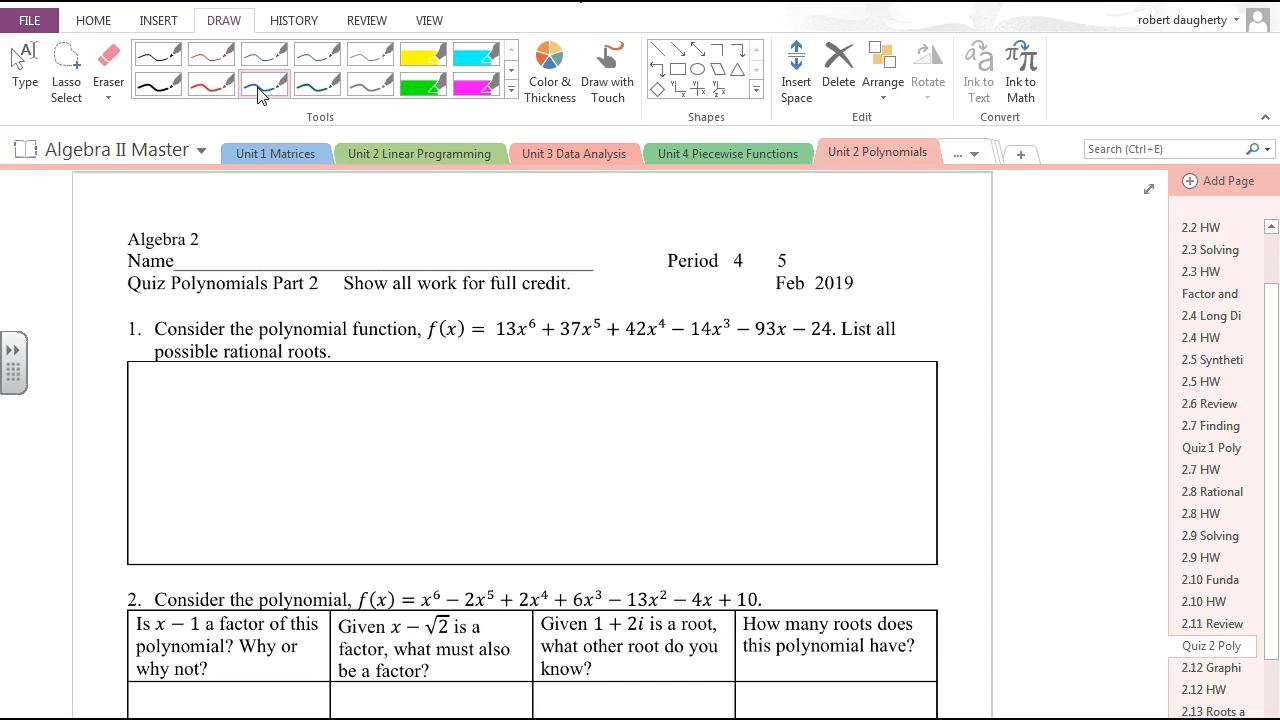 FILE HOME INSERT DRAW HISTORY REVIEW VIEW robert daugherty
Type Lasso Select Eraser Color & Thickness Draw with Touch Insert Space Delete Arrange Rotate Ink to Text Ink to Math
Tools Shapes Edit Convert
Algebra II Master Unit 1 Matrices Unit 2 Linear Programming Unit 3 Data Analysis Unit 4 Piecewise Functions Unit 2 Polynomials ... Search (Ctrl+E)
Add Page
Algebra 2
Name Period 4 5
Quiz Polynomials Part 2 Show all work for full credit. Feb 2019
1. Consider the polynomial function, f(x) = 13x⁶ + 37x⁵ + 42x⁴ − 14x³ − 93x − 24. List all
possible rational roots.
2. Consider the polynomial, f(x) = x⁶ − 2x⁵ + 2x⁴ + 6x³ − 13x² − 4x + 10.
Is x − 1 a factor of this
polynomial? Why or
why not?
Given x − √2 is a
factor, what must also
be a factor?
Given 1 + 2i is a root,
what other root do you
know?
How many roots does
this polynomial have?
2.2 HW
2.3 Solving
2.3 HW
Factor and
2.4 Long Di
2.4 HW
2.5 Syntheti
2.5 HW
2.6 Review
2.7 Finding
Quiz 1 Poly
2.7 HW
2.8 Rational
2.8 HW
2.9 Solving
2.9 HW
2.10 Funda
2.10 HW
2.11 Review
Quiz 2 Poly
2.12 Graphi
2.12 HW
2.13 Roots a